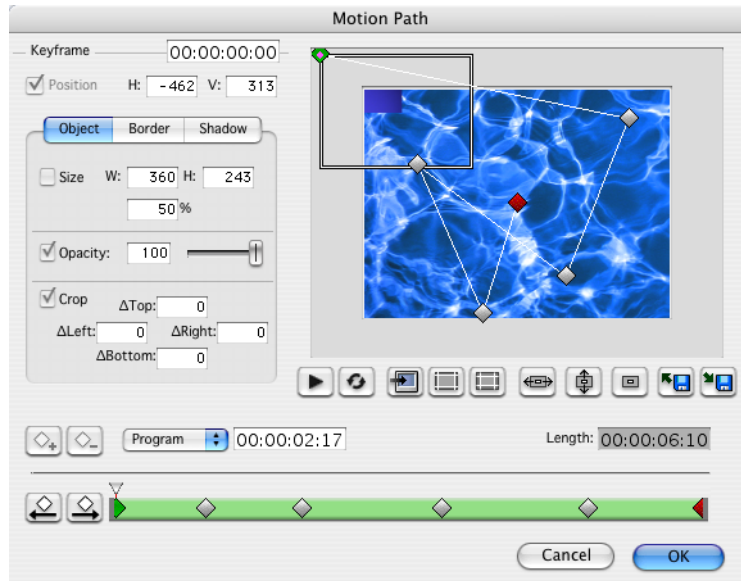 Motion Path
Keyframe 00:00:00:00
Position H: -462 V: 313
Object Border Shadow
Size W: 360 H: 243
50 %
Opacity: 100
Crop ΔTop: 0
ΔLeft: 0 ΔRight: 0
ΔBottom: 0
Program 00:00:02:17 Length: 00:00:06:10
Cancel OK